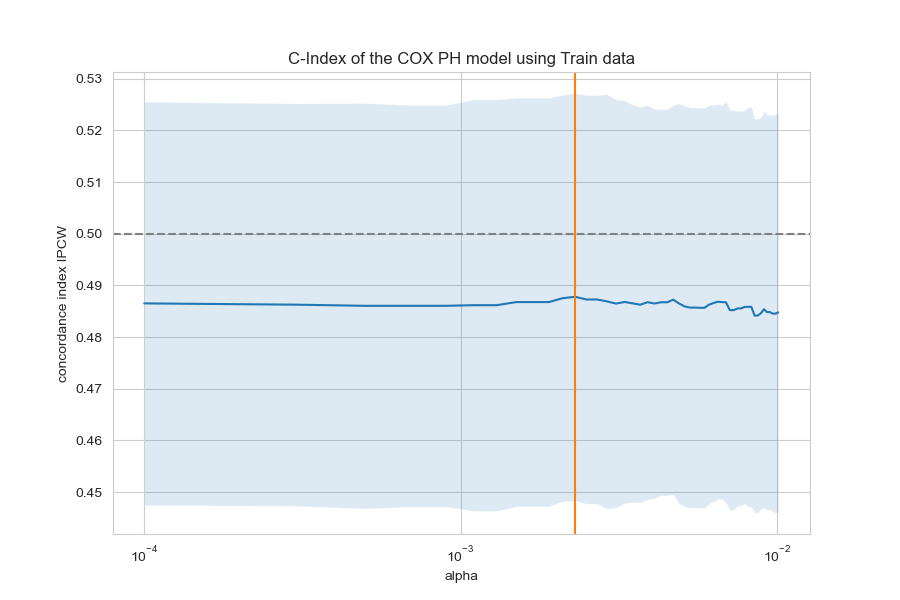 C-Index of the COX PH model using Train data
concordance index IPCW
0.53
0.52
0.51
0.50
0.49
0.48
0.47
0.46
0.45
10⁻⁴ 10⁻³ 10⁻²
alpha